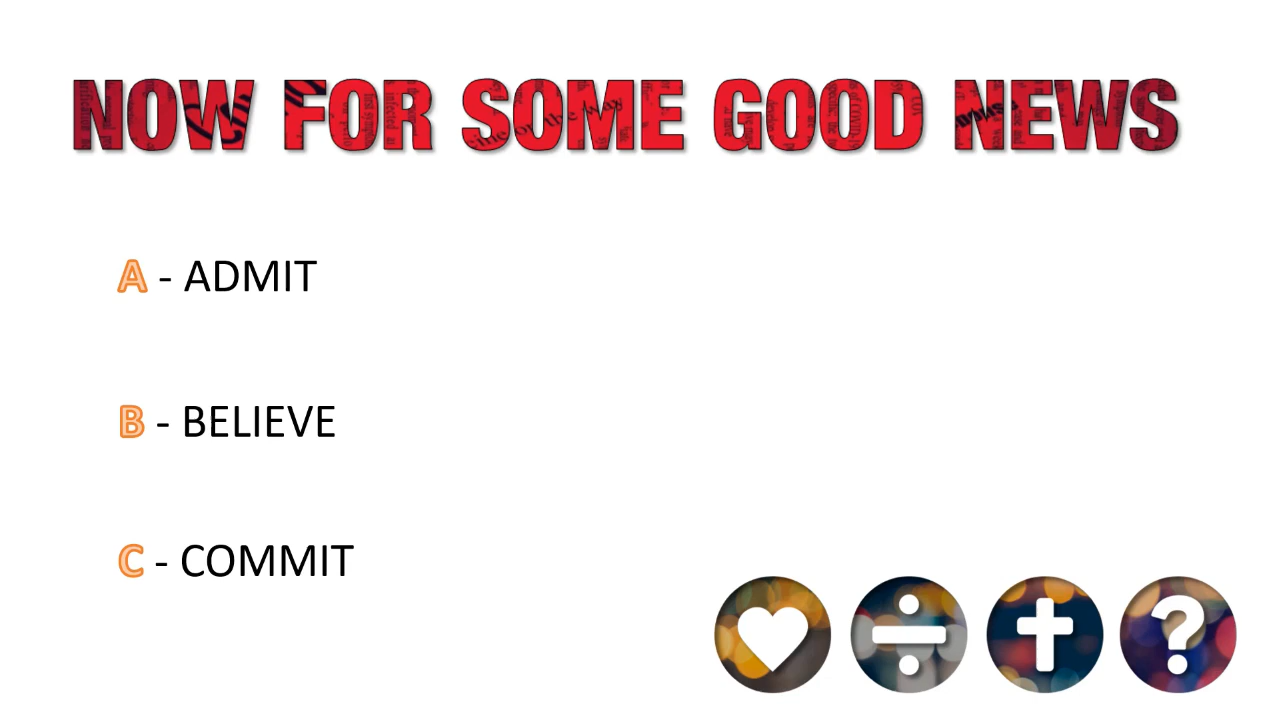 NOW FOR SOME GOOD NEWS
A - ADMIT
B - BELIEVE
C - COMMIT
÷
?